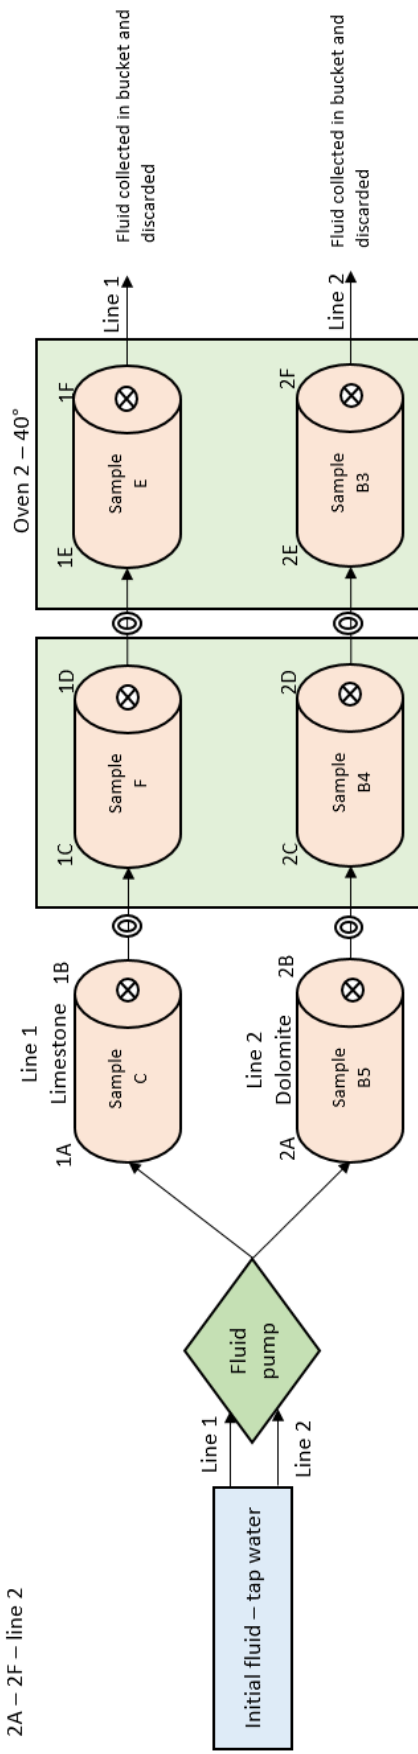 2A – 2F – line 2
Initial fluid – tap water
Line 1
Line 2
Fluid
pump
Line 1
Limestone
1A
1B
Sample
C
Line 2
Dolomite
2A
2B
Sample
B5
1C
1D
Sample
F
2C
2D
Sample
B4
Oven 2 – 40°
1E
1F
Sample
E
2E
2F
Sample
B3
Line 1
Fluid collected in bucket and
discarded
Line 2
Fluid collected in bucket and
discarded